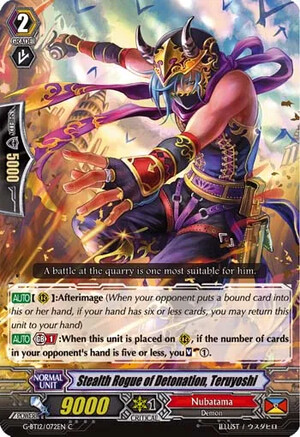 2
GRADE
SHIELD
5000
A battle at the quarry is one most suitable for him.
AUTO [ ]:Afterimage (When your opponent puts a bound card into
his or her hand, if your hand has six or less cards, you may return this
unit to your hand)
AUTO [CB 1] :When this unit is placed on , if the number of cards
in your opponent's hand is five or less, you V 1).
NORMAL
UNIT
Stealth Rogue of Detonation, Teruyoshi
POWER
9000
1
CRITICAL
Nubatama
Demon
G-BT12/072EN C
ILLUST / ウスダヒロ